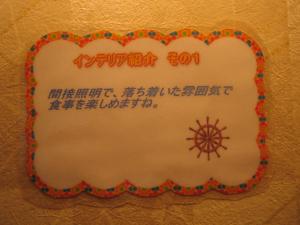 インテリア紹介　その1
間接照明で、落ち着いた雰囲気で
食事を楽しめますね。